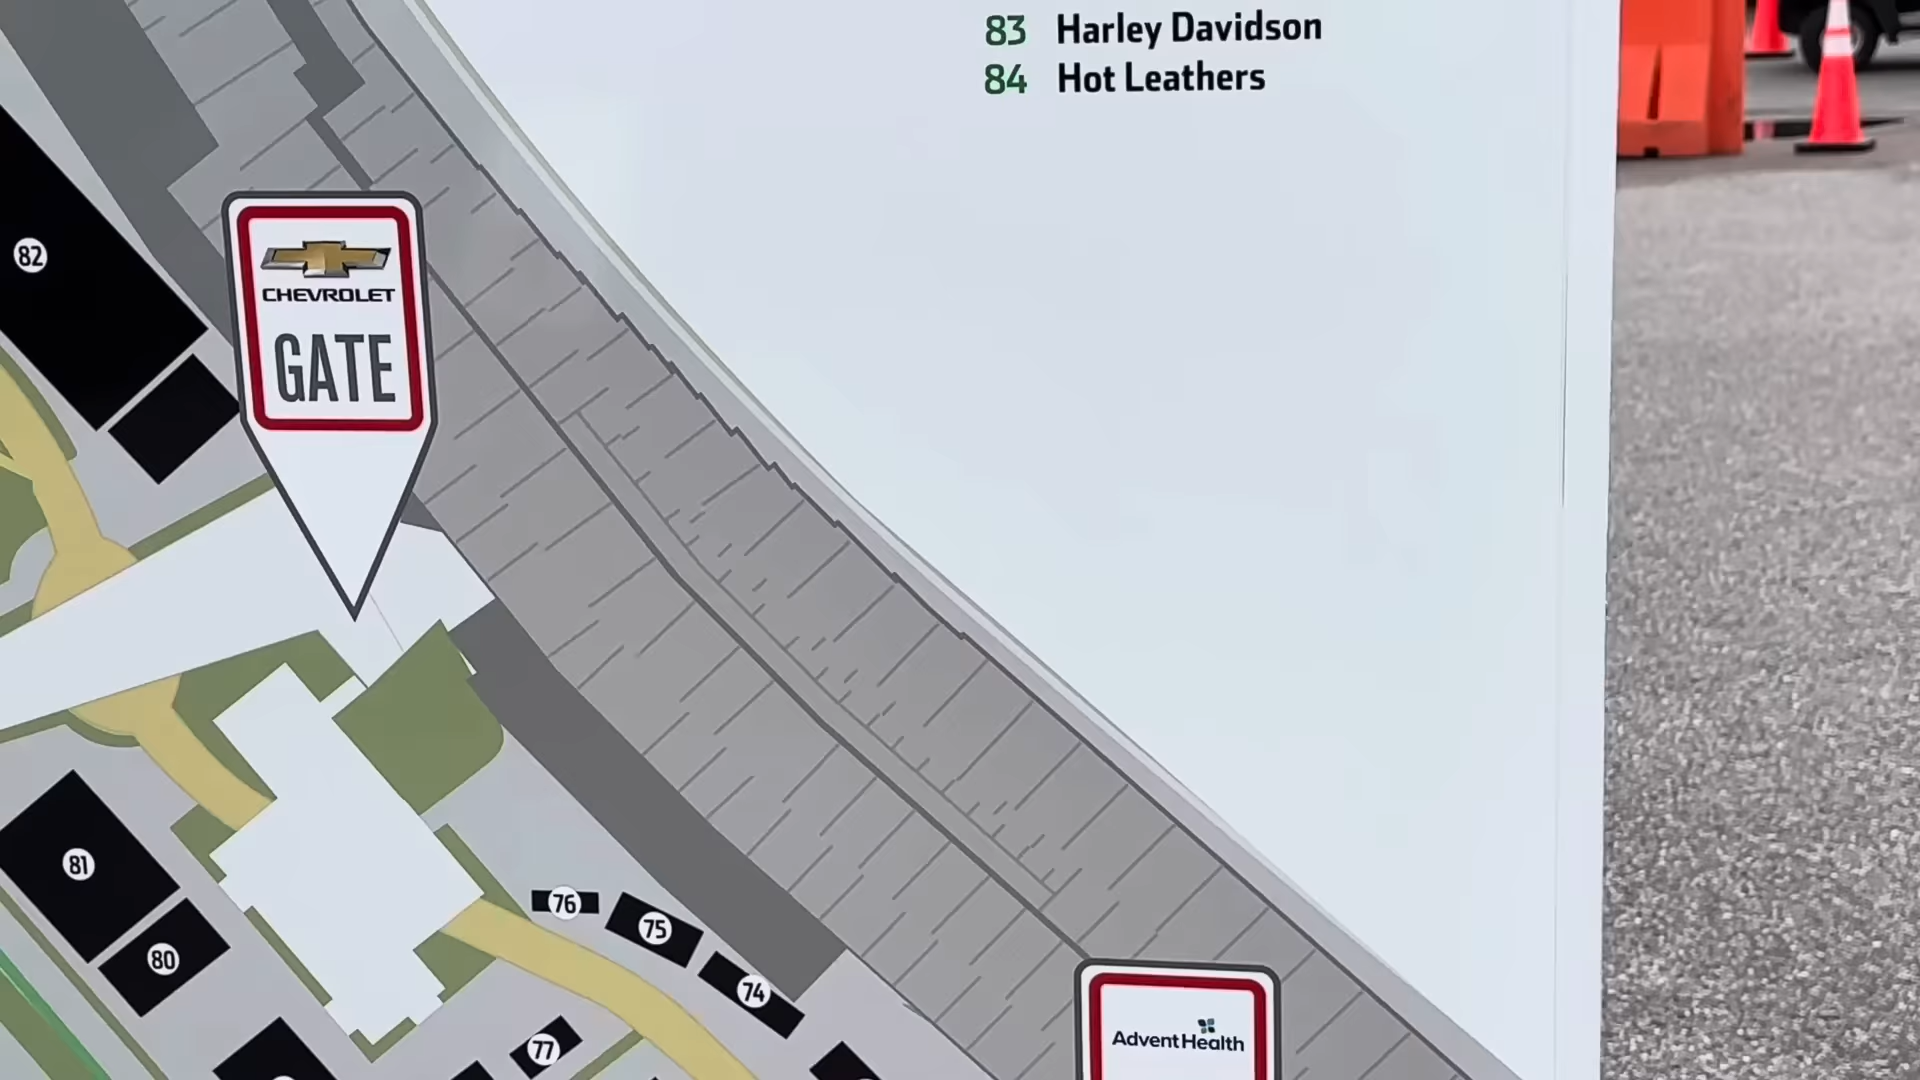 83 Harley Davidson
84 Hot Leathers
82
CHEVROLET
GATE
81
80
76
75
74
77
AdventHealth